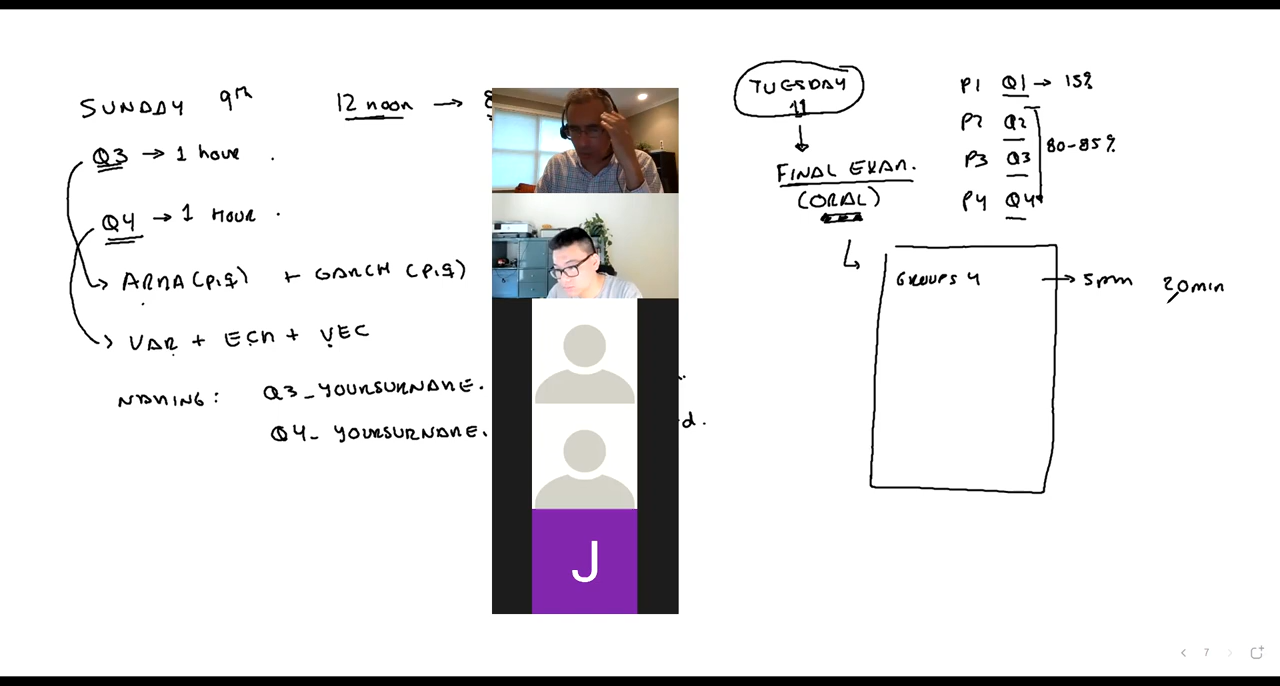 SUNDAY 9th
12 noon →
Q3 → 1 hour.
Q4 → 1 HOUR.
ARMA (p,q) + GARCH (p,q)
VAR + ECM + VEC
NAMING: Q3_YOURSURNAME.
Q4_YOURSURNAME.
d.
J
TUESDAY
11
FINAL EXAM.
(ORAL)
P1 Q1 → 15%
P2 Q2
P3 Q3
P4 Q4
80-85%
GROUPS 4 → 5pm 20min
7